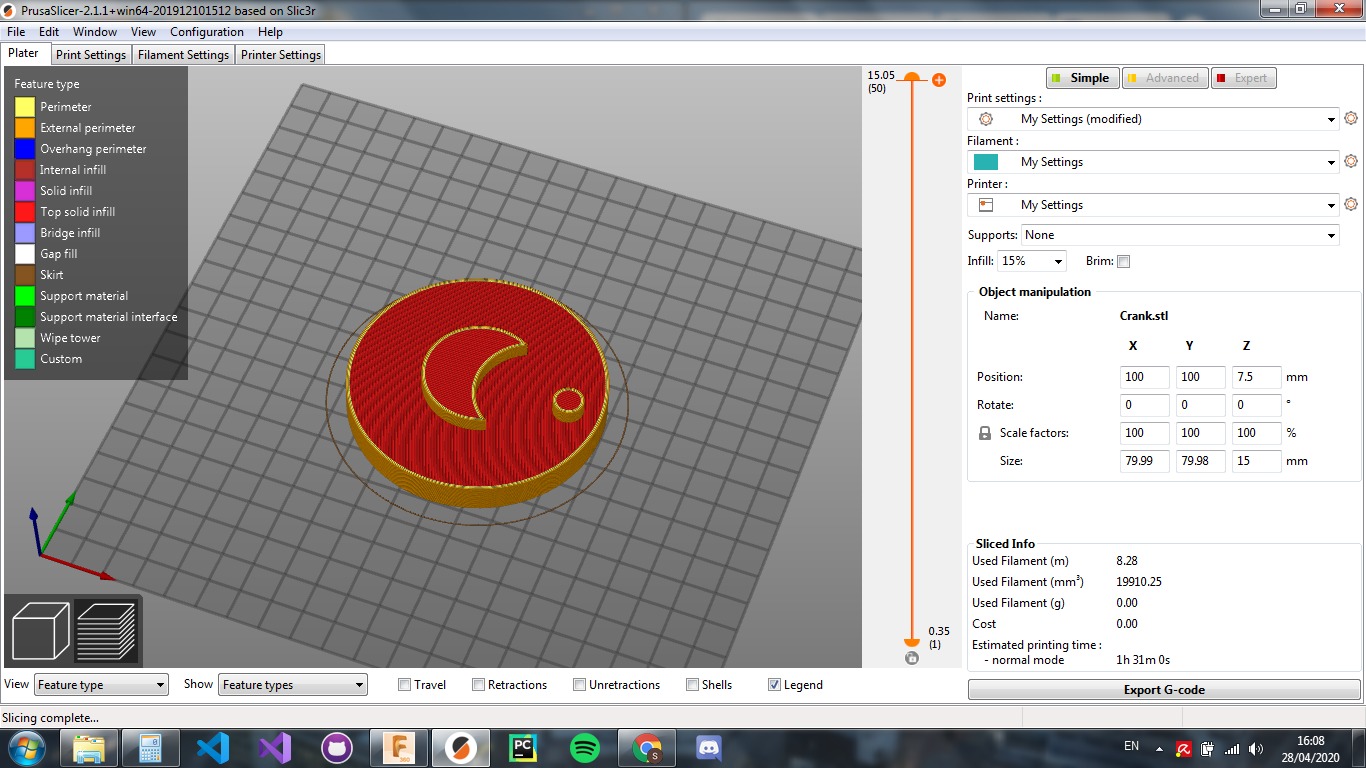 PrusaSlicer-2.1.1+win64-201912101512 based on Slic3r
File Edit Window View Configuration Help
Plater Print Settings Filament Settings Printer Settings
Feature type
Perimeter
External perimeter
Overhang perimeter
Internal infill
Solid infill
Top solid infill
Bridge infill
Gap fill
Skirt
Support material
Support material interface
Wipe tower
Custom
15.05
(50)
0.35
(1)
Simple Advanced Expert
Print settings :
My Settings (modified)
Filament :
My Settings
Printer :
My Settings
Supports: None
Infill: 15% Brim:
Object manipulation
Name: Crank.stl
X Y Z
Position: 100 100 7.5 mm
Rotate: 0 0 0 °
Scale factors: 100 100 100 %
Size: 79.99 79.98 15 mm
Sliced Info
Used Filament (m) 8.28
Used Filament (mm³) 19910.25
Used Filament (g) 0.00
Cost 0.00
Estimated printing time :
- normal mode 1h 31m 0s
Export G-code
View Feature type Show Feature types Travel Retractions Unretractions Shells Legend
Slicing complete...
F
360
PC
S
EN
16:08
28/04/2020